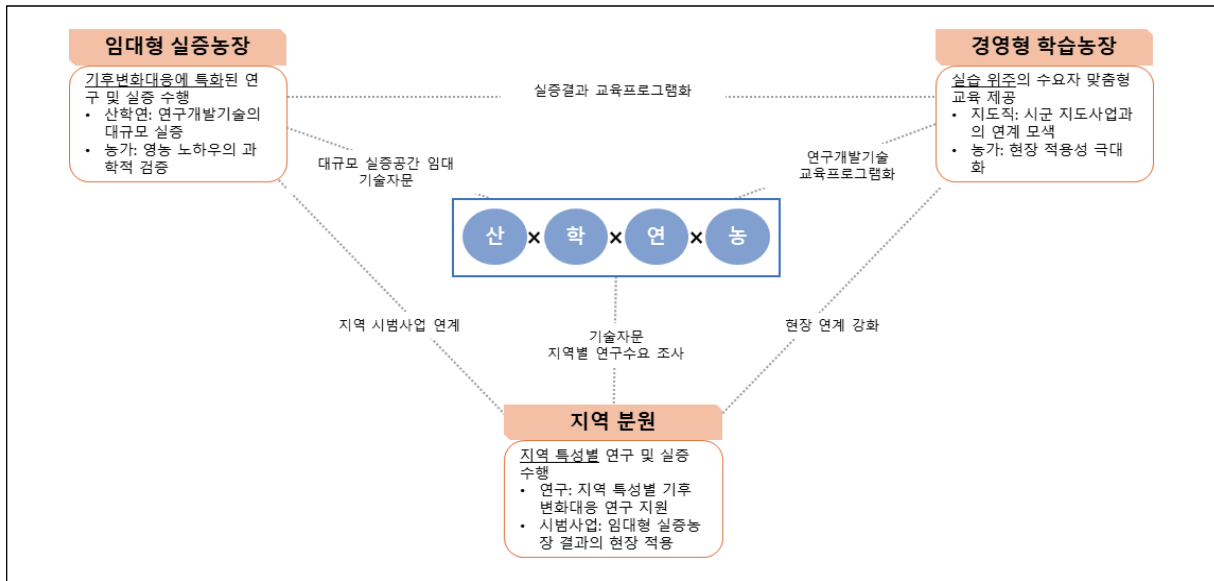 임대형 실증농장
기후변화대응에 특화된 연
구 및 실증 수행
• 산학연: 연구개발기술의
대규모 실증
• 농가: 영농 노하우의 과
학적 검증
경영형 학습농장
실습 위주의 수요자 맞춤형
교육 제공
• 지도직: 시군 지도사업과
의 연계 모색
• 농가: 현장 적용성 극대
화
실증결과 교육프로그램화
대규모 실증공간 임대
기술자문
연구개발기술
교육프로그램화
산 × 학 × 연 × 농
지역 시범사업 연계
기술자문
지역별 연구수요 조사
현장 연계 강화
지역 분원
지역 특성별 연구 및 실증
수행
• 연구: 지역 특성별 기후
변화대응 연구 지원
• 시범사업: 임대형 실증농
장 결과의 현장 적용